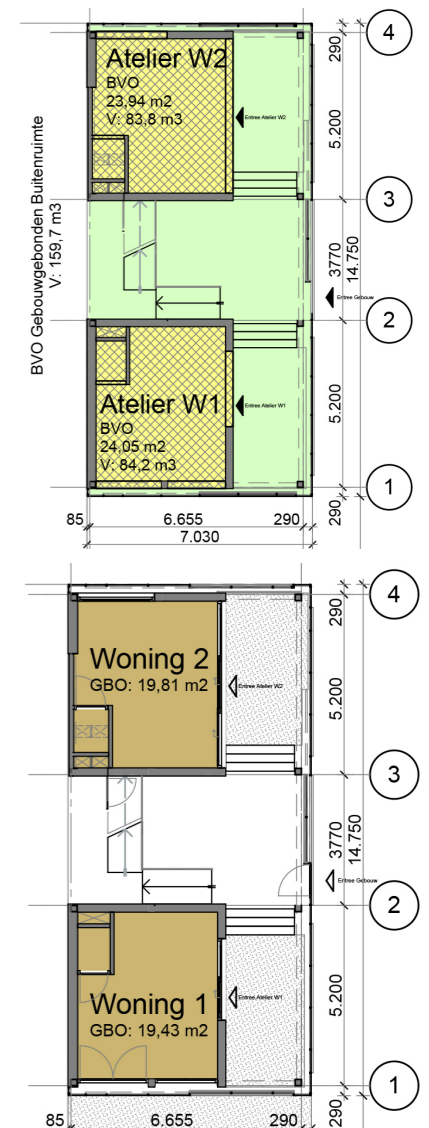 4
290
Atelier W2
BVO
23,94 m2
V: 83,8 m3
Entree Atelier W2
5.200
3
BVO Gebouwgebonden Buitenruimte
V: 159,7 m3
3770
14.750
Entree Gebouw
2
Atelier W1
BVO
24,05 m2
V: 84,2 m3
Entree Atelier W1
5.200
1
290
85
6.655
290
7.030
4
290
Woning 2
GBO: 19,81 m2
Entree Atelier W2
5.200
3
3770
14.750
Entree Gebouw
2
Woning 1
GBO: 19,43 m2
Entree Atelier W1
5.200
1
290
85
6.655
290